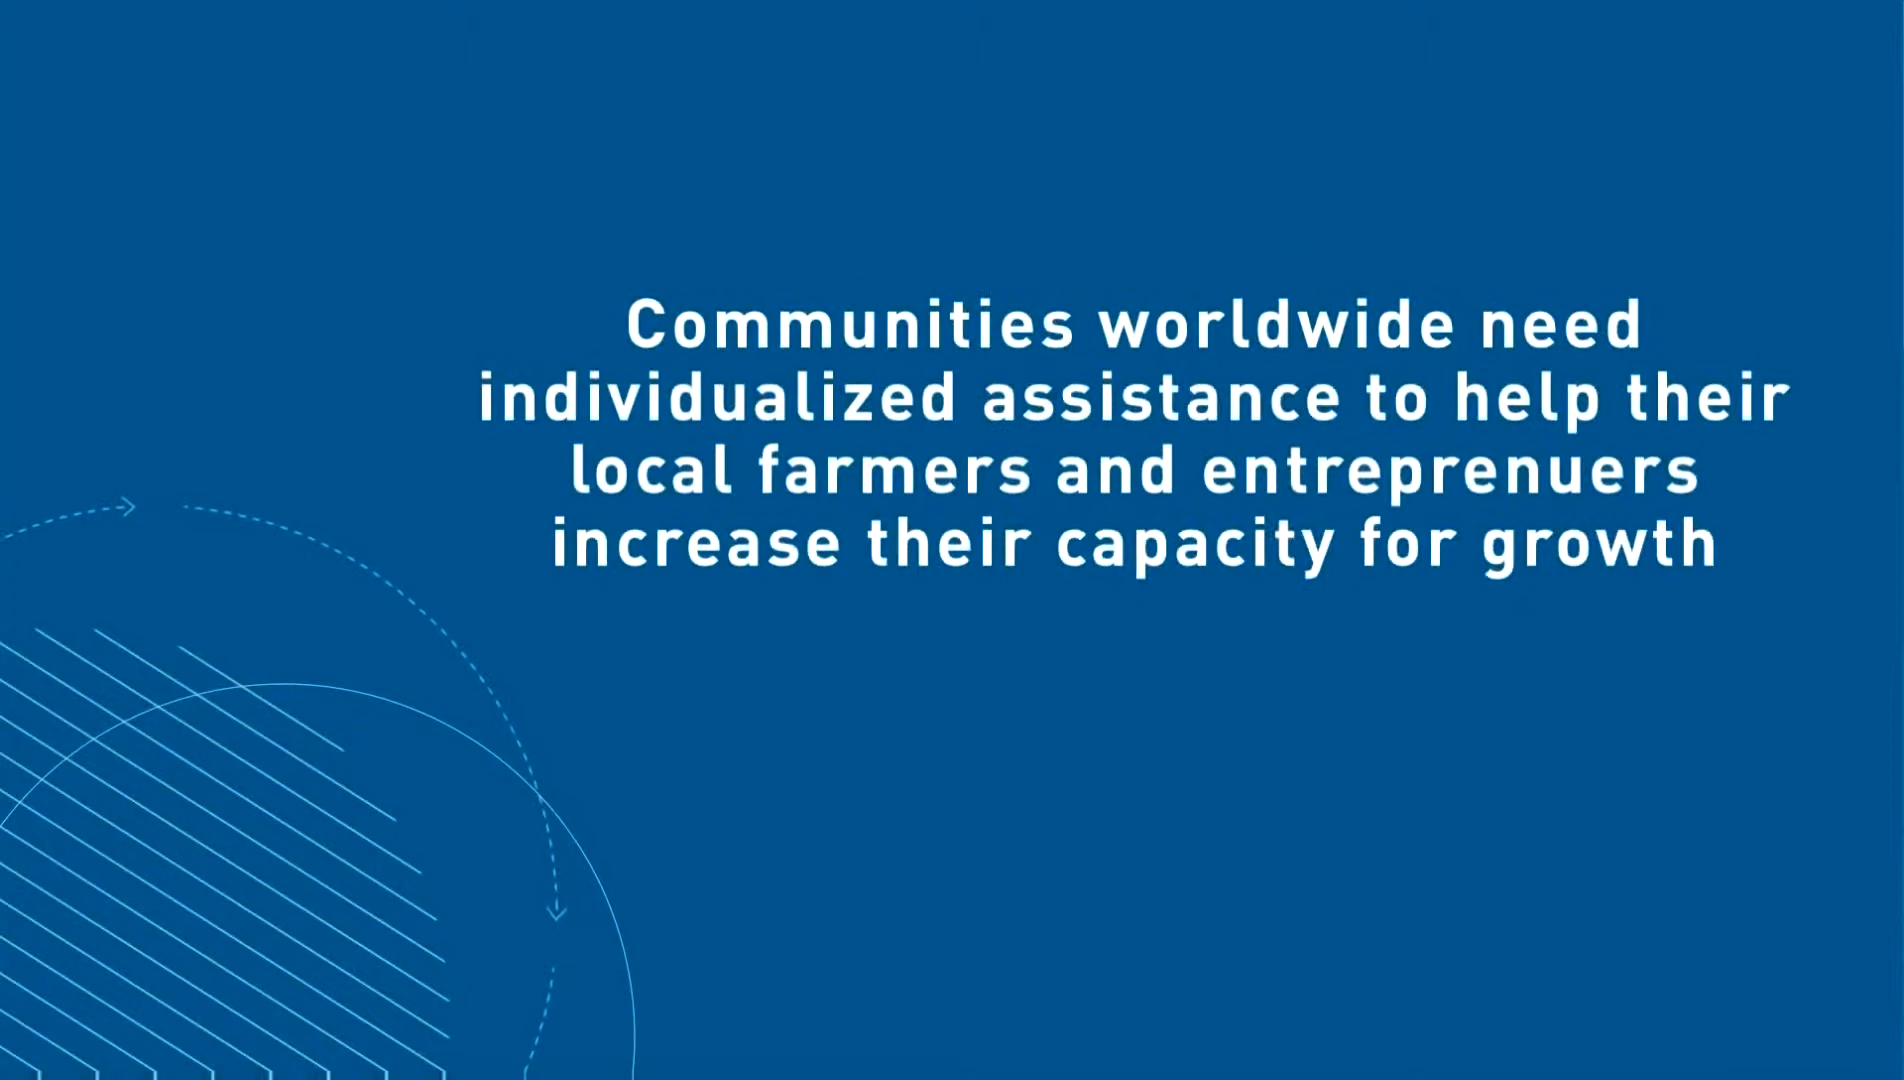 Communities worldwide need
individualized assistance to help their
local farmers and entreprenuers
increase their capacity for growth